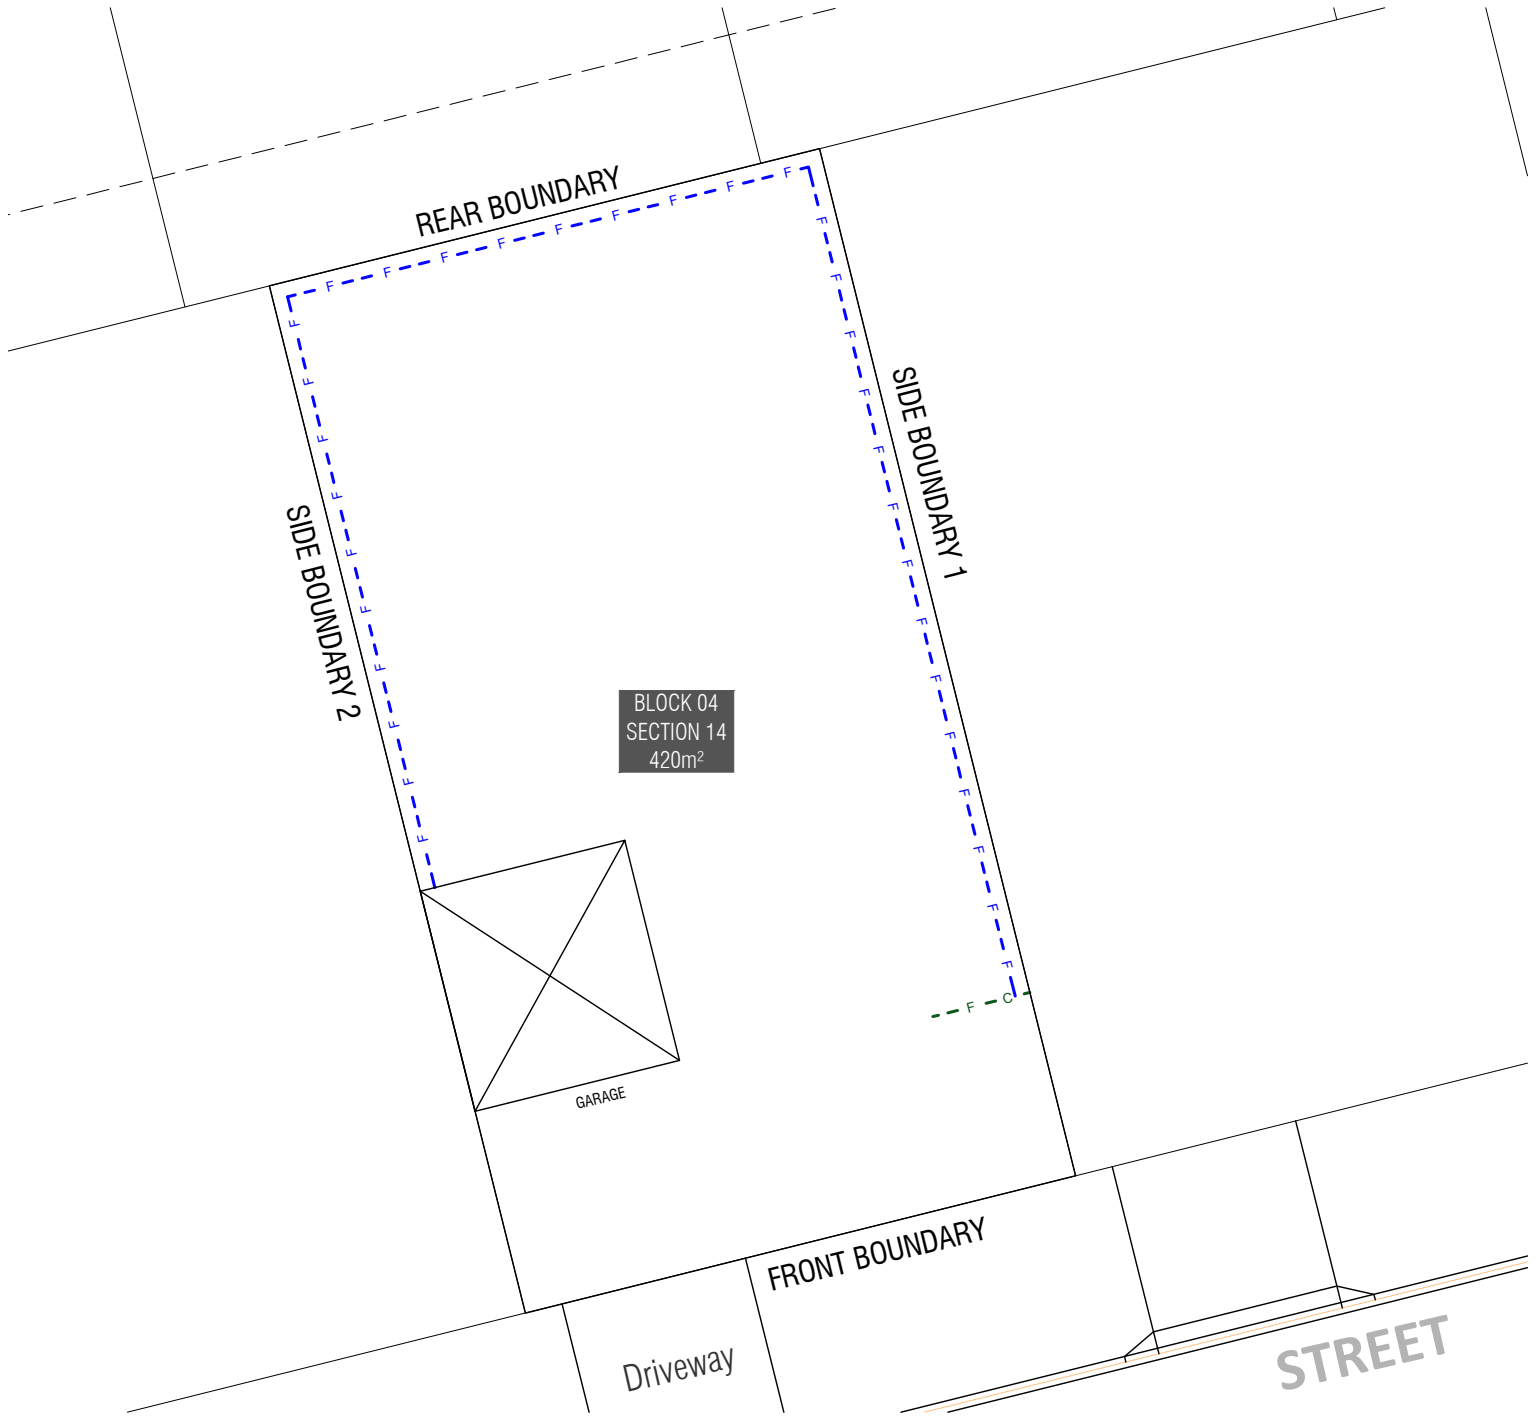 REAR BOUNDARY
F F F F F F F F F
SIDE BOUNDARY 1
F F F F F F F F F F F F F F
SIDE BOUNDARY 2
F F F F F F F F F F
BLOCK 04
SECTION 14
420m²
F C
GARAGE
FRONT BOUNDARY
Driveway
STREET